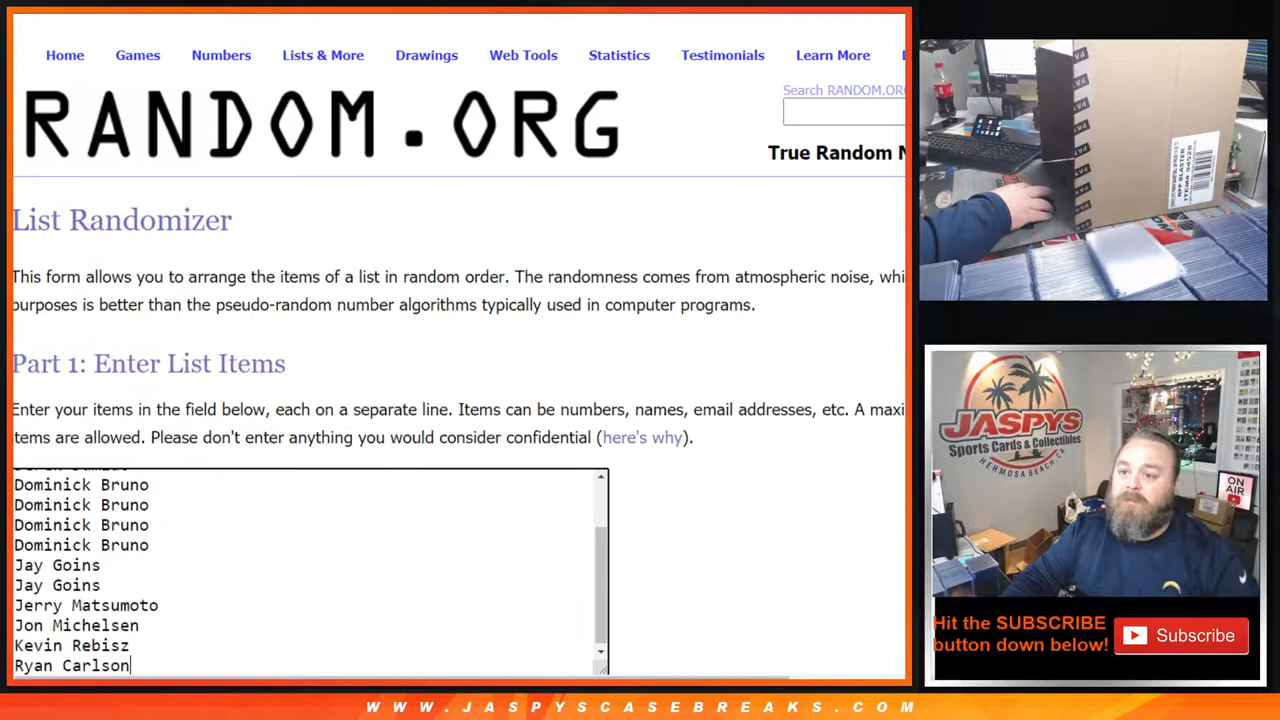 Home Games Numbers Lists & More Drawings Web Tools Statistics Testimonials Learn More
RANDOM.ORG
Search RANDOM.ORG
True Random N
List Randomizer
This form allows you to arrange the items of a list in random order. The randomness comes from atmospheric noise, whi
purposes is better than the pseudo-random number algorithms typically used in computer programs.
Part 1: Enter List Items
Enter your items in the field below, each on a separate line. Items can be numbers, names, email addresses, etc. A maxi
items are allowed. Please don't enter anything you would consider confidential (here's why).
Dominick Bruno
Dominick Bruno
Dominick Bruno
Dominick Bruno
Jay Goins
Jay Goins
Jerry Matsumoto
Jon Michelsen
Kevin Rebisz
Ryan Carlson
NPP BLASTER
ITEM# 94528
JASPYS
Sports Cards & Collectibles
HERMOSA BEACH, CA
ON AIR
Hit the SUBSCRIBE
button down below!
Subscribe
WWW.JASPYSCASEBREAKS.COM